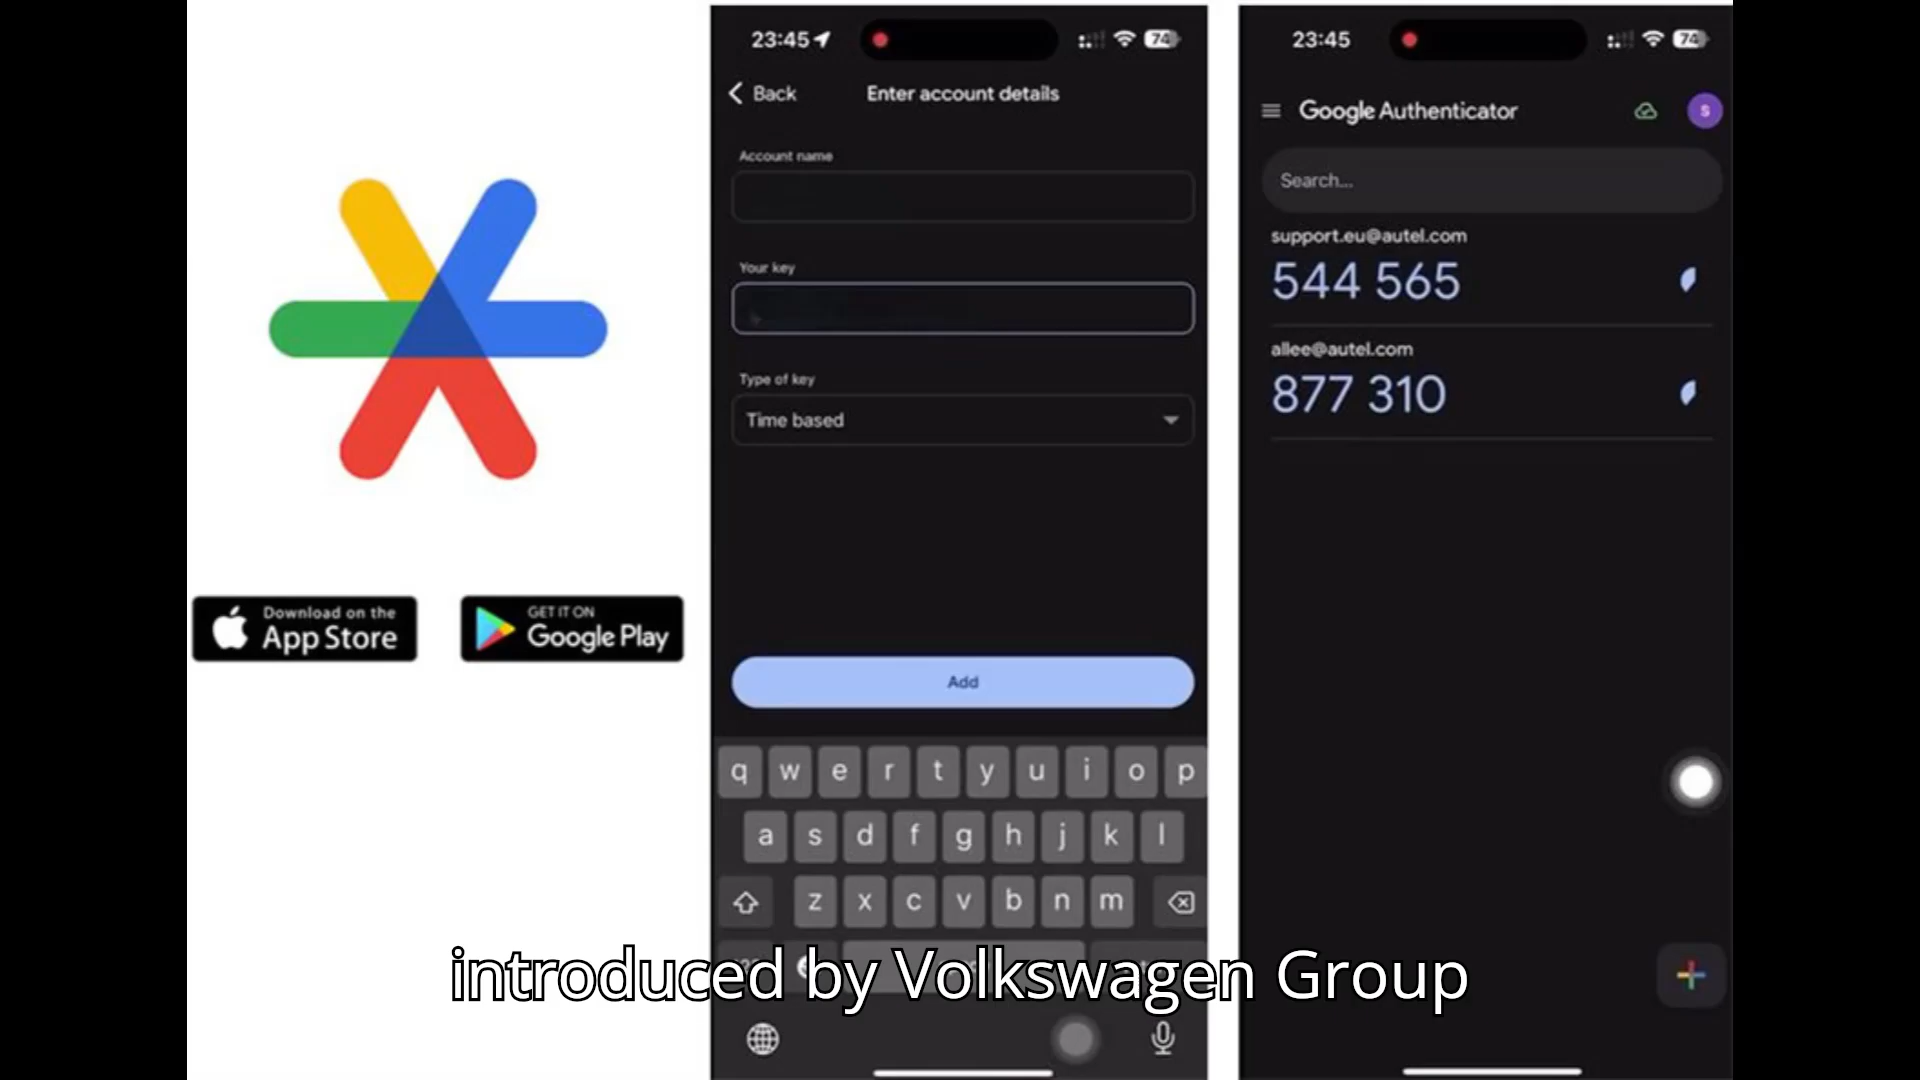 Download on the
App Store
GET IT ON
Google Play
23:45
74
Back
Enter account details
Account name
Your key
Type of key
Time based
Add
q w e r t y u i o p
a s d f g h j k l
z x c v b n m
23:45
74
Google Authenticator
S
Search...
support.eu@autel.com
544 565
allee@autel.com
877 310
introduced by Volkswagen Group